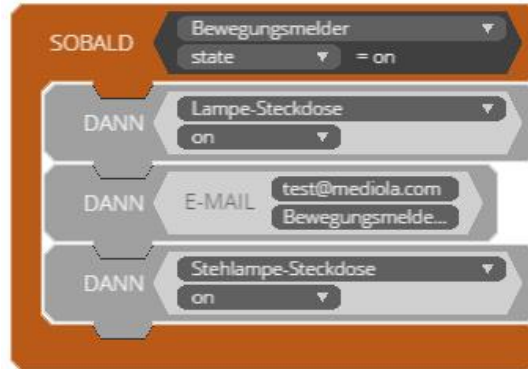 SOBALD
Bewegungsmelder
state
= on
DANN
Lampe-Steckdose
on
DANN
E-MAIL
test@mediola.com
Bewegungsmelde...
DANN
Stehlampe-Steckdose
on